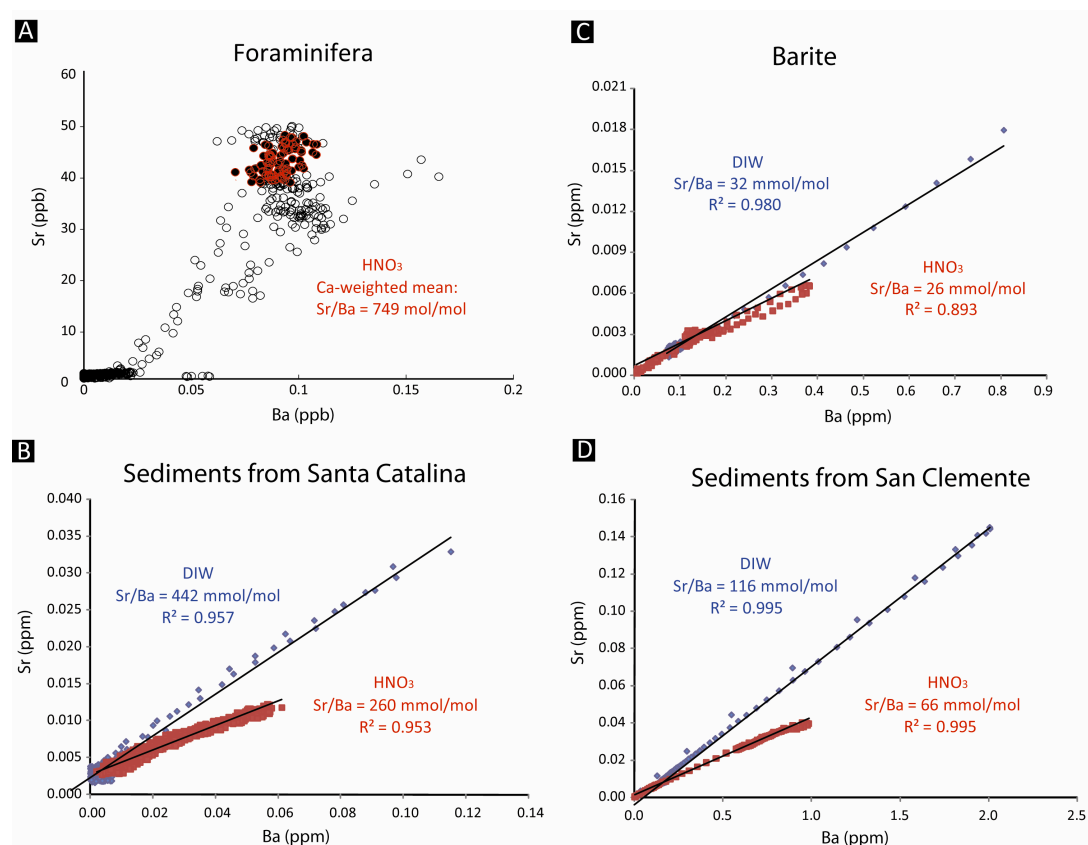 A
Foraminifera
60
50
40
30
20
10
0
Sr (ppb)
HNO₃
Ca-weighted mean:
Sr/Ba = 749 mol/mol
0 0.05 0.1 0.15 0.2
Ba (ppb)
C
Barite
0.021
0.018
0.015
0.012
0.009
0.006
0.003
0.000
Sr (ppm)
DIW
Sr/Ba = 32 mmol/mol
R² = 0.980
HNO₃
Sr/Ba = 26 mmol/mol
R² = 0.893
0.0 0.1 0.2 0.3 0.4 0.5 0.6 0.7 0.8 0.9
Ba (ppm)
B
Sediments from Santa Catalina
0.040
0.035
0.030
0.025
0.020
0.015
0.010
0.005
0.000
Sr (ppm)
DIW
Sr/Ba = 442 mmol/mol
R² = 0.957
HNO₃
Sr/Ba = 260 mmol/mol
R² = 0.953
0.00 0.02 0.04 0.06 0.08 0.10 0.12 0.14
Ba (ppm)
D
Sediments from San Clemente
0.16
0.14
0.12
0.10
0.08
0.06
0.04
0.02
0.00
Sr (ppm)
DIW
Sr/Ba = 116 mmol/mol
R² = 0.995
HNO₃
Sr/Ba = 66 mmol/mol
R² = 0.995
0.0 0.5 1.0 1.5 2.0 2.5
Ba (ppm)